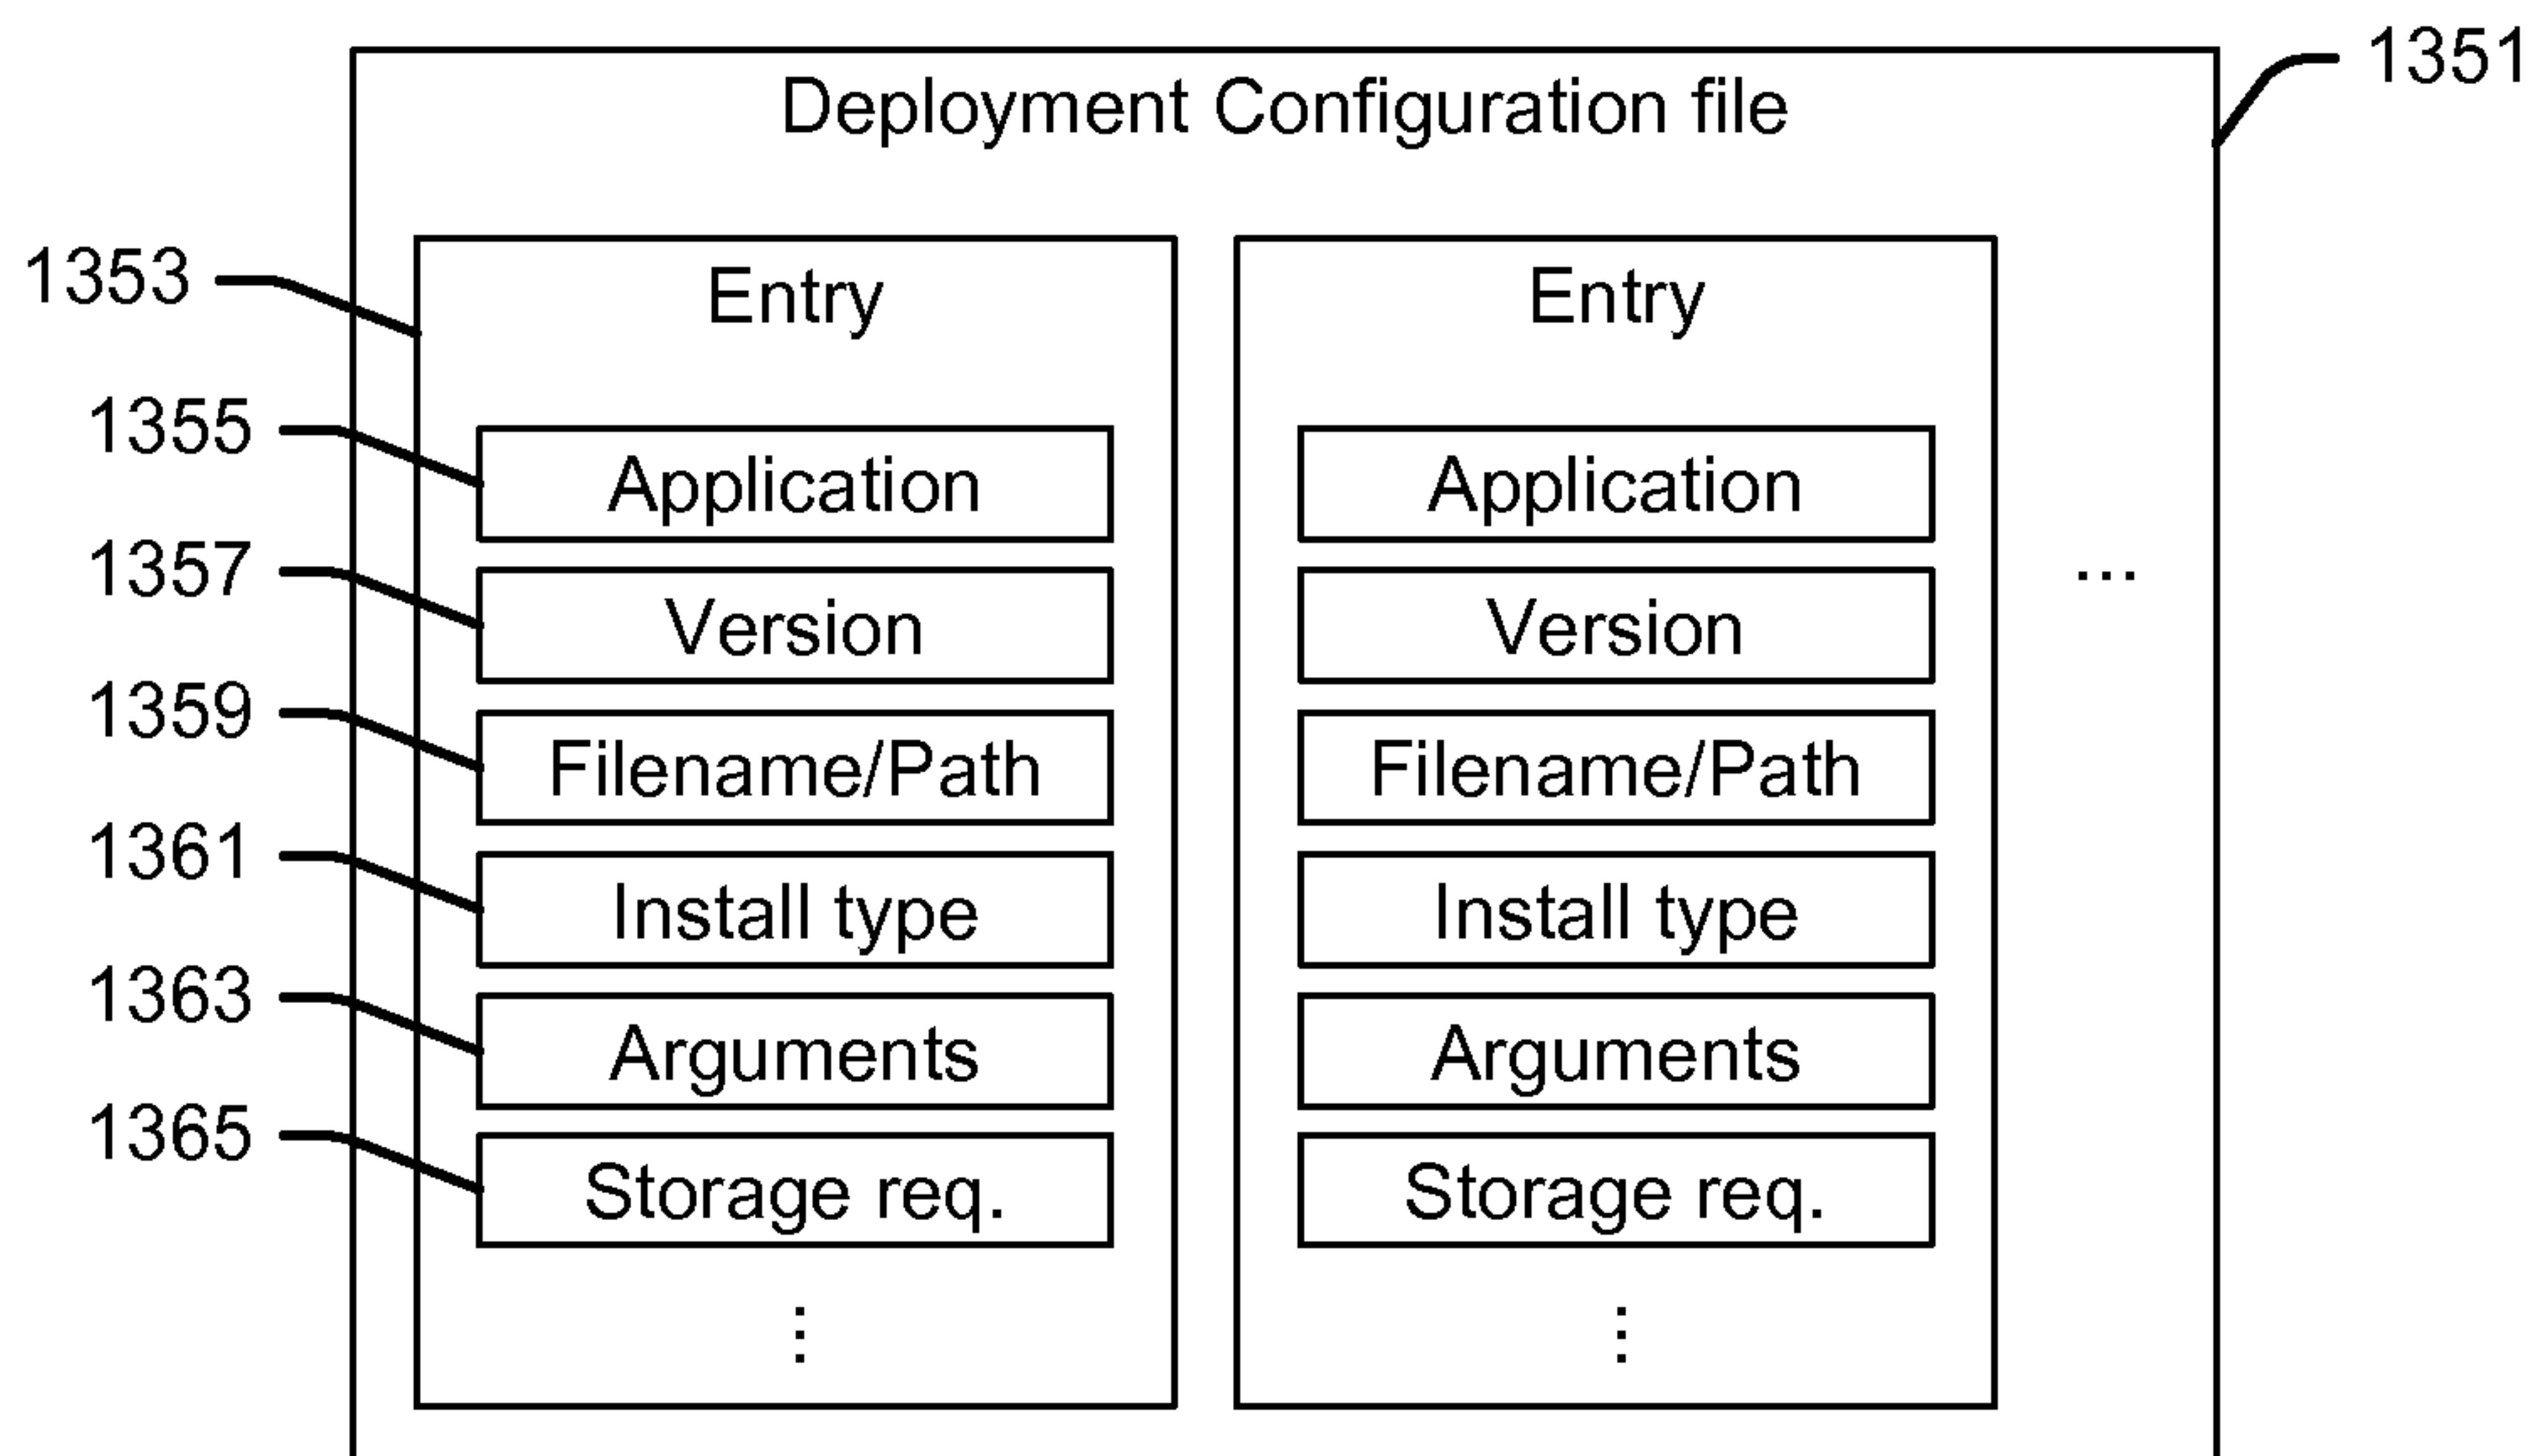 1351
Deployment Configuration file
1353
Entry
1355
Application
1357
Version
1359
Filename/Path
1361
Install type
1363
Arguments
1365
Storage req.
⋮
Entry
Application
Version
Filename/Path
Install type
Arguments
Storage req.
⋮
...